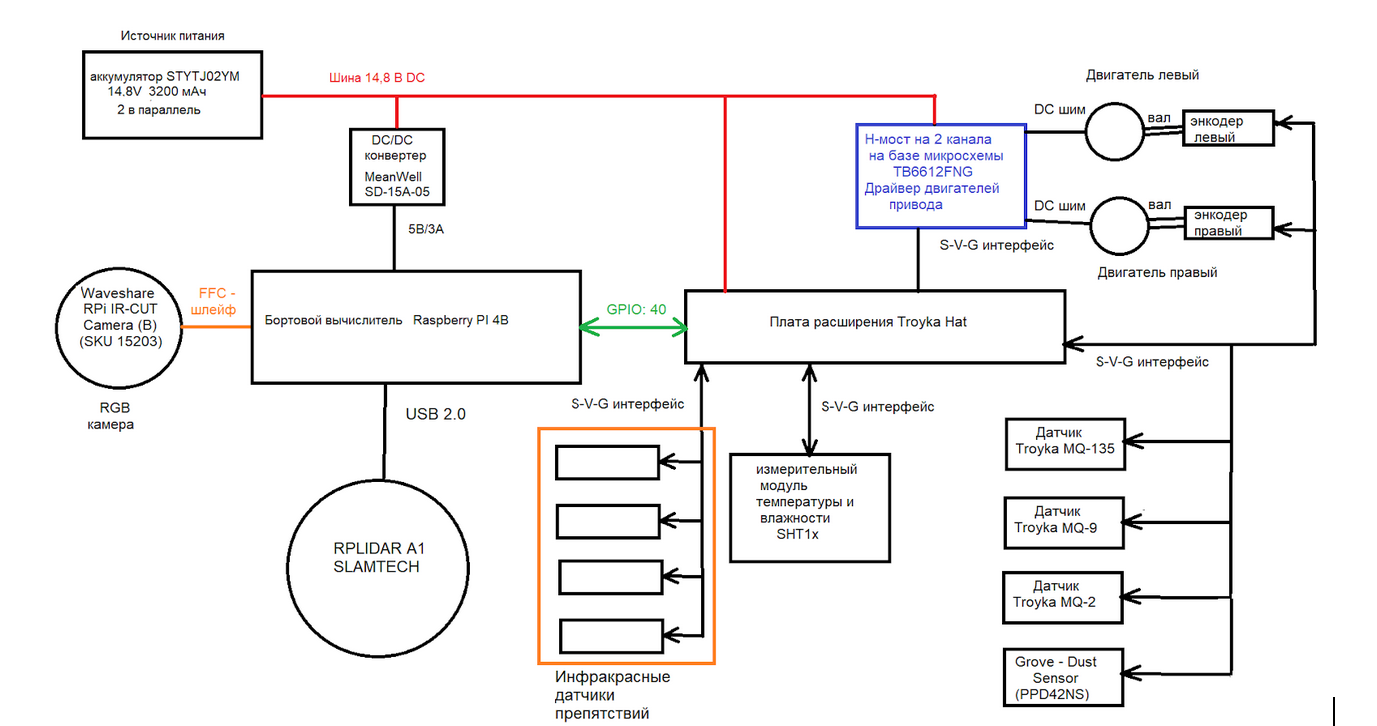 Источник питания
аккумулятор STYTJ02YM
14.8V 3200 мАч
2 в параллель
Шина 14,8 В DC
DC/DC
конвертер
MeanWell
SD-15A-05
5В/3А
Н-мост на 2 канала
на базе микросхемы
TB6612FNG
Драйвер двигателей
привода
Двигатель левый
DC шим
вал
энкодер
левый
DC шим
вал
энкодер
правый
Двигатель правый
S-V-G интерфейс
Waveshare
RPi IR-CUT
Camera (B)
(SKU 15203)
FFC -
шлейф
RGB
камера
Бортовой вычислитель Raspberry PI 4B
GPIO: 40
Плата расширения Troyka Hat
S-V-G интерфейс
USB 2.0
RPLIDAR A1
SLAMTECH
S-V-G интерфейс
Инфракрасные
датчики
препятствий
S-V-G интерфейс
измерительный
модуль
температуры и
влажности
SHT1x
Датчик
Troyka MQ-135
Датчик
Troyka MQ-9
Датчик
Troyka MQ-2
Grove - Dust
Sensor
(PPD42NS)